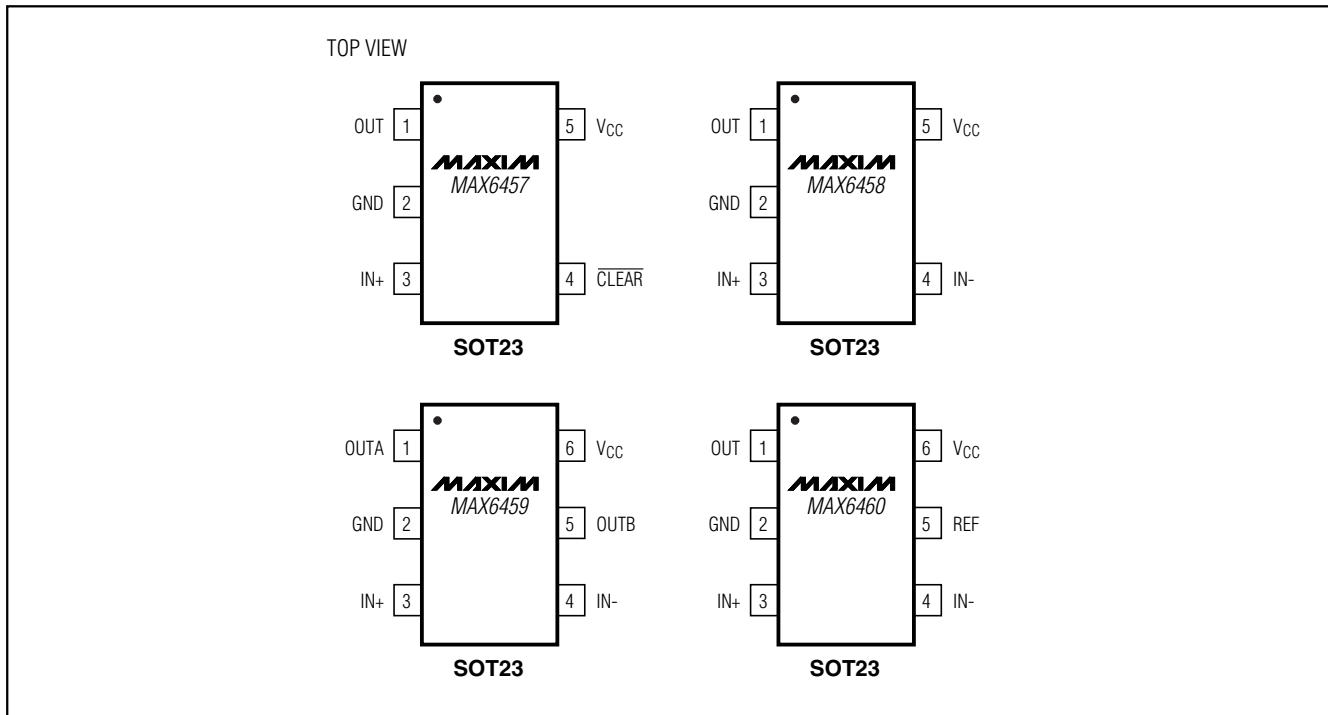 TOP VIEW
OUT 1
5 VCC
MAXIM
MAX6457
GND 2
IN+ 3
4 CLEAR
SOT23
OUT 1
5 VCC
MAXIM
MAX6458
GND 2
IN+ 3
4 IN-
SOT23
OUTA 1
6 VCC
MAXIM
MAX6459
GND 2
5 OUTB
IN+ 3
4 IN-
SOT23
OUT 1
6 VCC
MAXIM
MAX6460
GND 2
5 REF
IN+ 3
4 IN-
SOT23